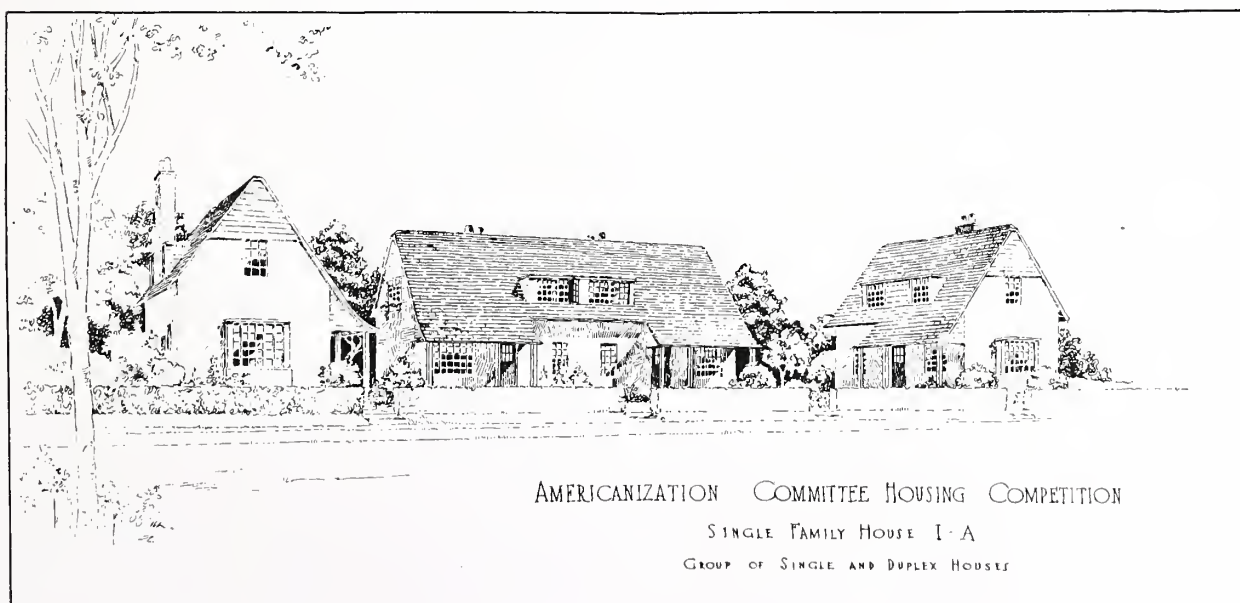 AMERICANIZATION COMMITTEE HOUSING COMPETITION
SINGLE FAMILY HOUSE I-A
GROUP OF SINGLE AND DUPLEX HOUSES